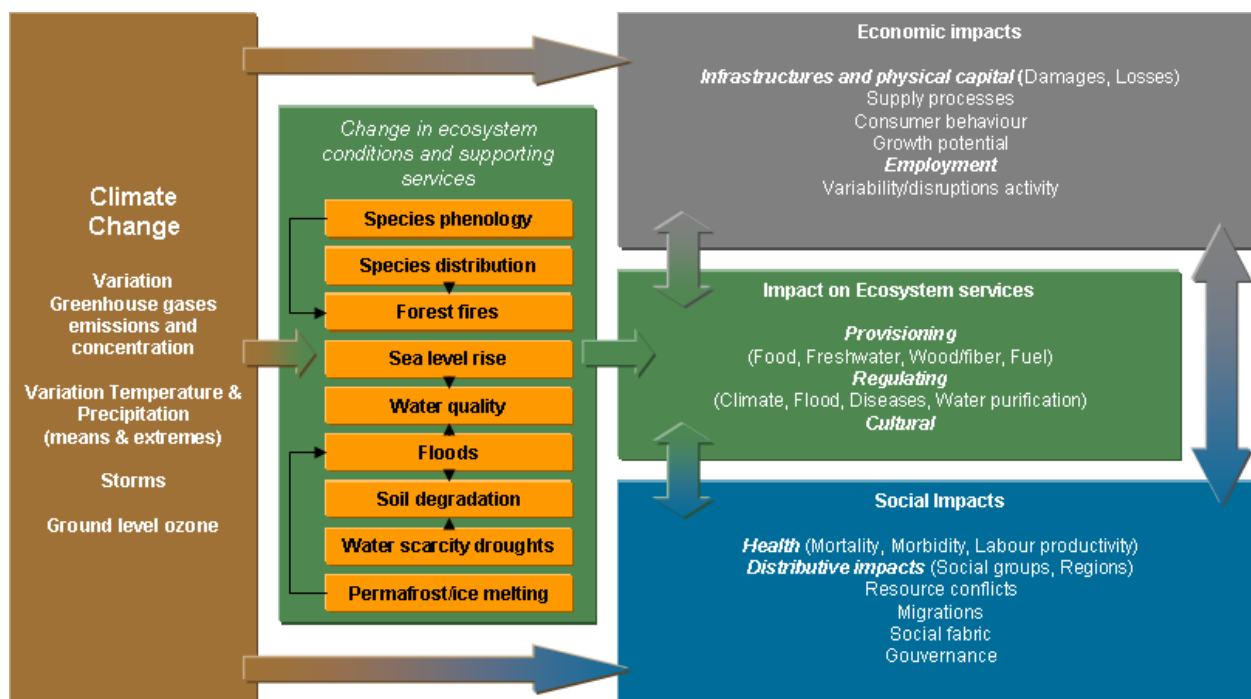 Climate
Change
Variation
Greenhouse gases
emissions and
concentration
Variation Temperature &
Precipitation
(means & extremes)
Storms
Ground level ozone
Change in ecosystem
conditions and supporting
services
Species phenology
Species distribution
Forest fires
Sea level rise
Water quality
Floods
Soil degradation
Water scarcity droughts
Permafrost/ice melting
Economic impacts
Infrastructures and physical capital (Damages, Losses)
Supply processes
Consumer behaviour
Growth potential
Employment
Variability/disruptions activity
Impact on Ecosystem services
Provisioning
(Food, Freshwater, Wood/fiber, Fuel)
Regulating
(Climate, Flood, Diseases, Water purification)
Cultural
Social Impacts
Health (Mortality, Morbidity, Labour productivity)
Distributive impacts (Social groups, Regions)
Resource conflicts
Migrations
Social fabric
Gouvernance